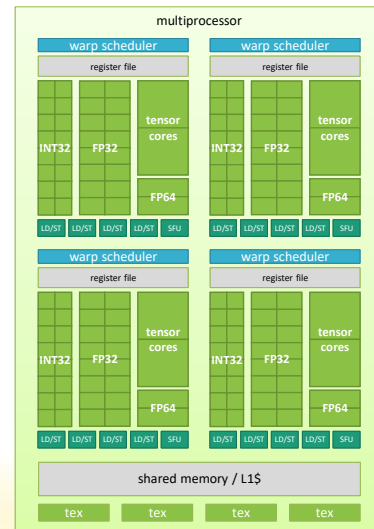 multiprocessor
warp scheduler
register file
INT32 FP32 tensor cores
FP64
LD/ST LD/ST LD/ST LD/ST SFU
warp scheduler
register file
INT32 FP32 tensor cores
FP64
LD/ST LD/ST LD/ST LD/ST SFU
warp scheduler
register file
INT32 FP32 tensor cores
FP64
LD/ST LD/ST LD/ST LD/ST SFU
warp scheduler
register file
INT32 FP32 tensor cores
FP64
LD/ST LD/ST LD/ST LD/ST SFU
shared memory / L1$
tex tex tex tex